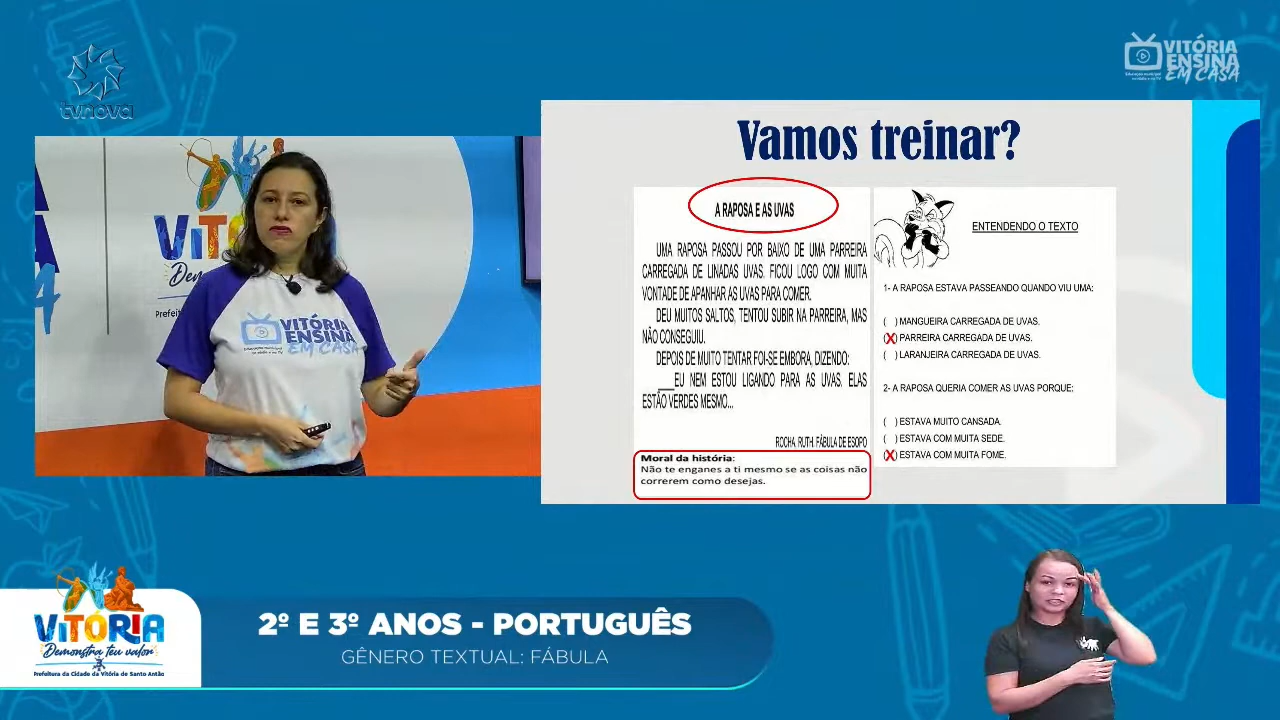 tvnova
VITÓRIA
ENSINA
EM CASA
Vamos treinar?
A RAPOSA E AS UVAS
UMA RAPOSA PASSOU POR BAIXO DE UMA PARREIRA
CARREGADA DE LINADAS UVAS. FICOU LOGO COM MUITA
VONTADE DE APANHAR AS UVAS PARA COMER.
DEU MUITOS SALTOS, TENTOU SUBIR NA PARREIRA, MAS
NÃO CONSEGUIU.
DEPOIS DE MUITO TENTAR FOI-SE EMBORA, DIZENDO:
___EU NEM ESTOU LIGANDO PARA AS UVAS. ELAS
ESTÃO VERDES MESMO...
ROCHA, RUTH. FÁBULA DE ESOPO
Moral da história:
Não te enganes a ti mesmo se as coisas não
correrem como desejas.
ENTENDENDO O TEXTO
1- A RAPOSA ESTAVA PASSEANDO QUANDO VIU UMA:
( ) MANGUEIRA CARREGADA DE UVAS.
(X) PARREIRA CARREGADA DE UVAS.
( ) LARANJEIRA CARREGADA DE UVAS.
2- A RAPOSA QUERIA COMER AS UVAS PORQUE:
( ) ESTAVA MUITO CANSADA.
( ) ESTAVA COM MUITA SEDE.
(X) ESTAVA COM MUITA FOME.
VITÓRIA
ENSINA
EM CASA
2º E 3º ANOS - PORTUGUÊS
GÊNERO TEXTUAL: FÁBULA
VITÓRIA
Demonstra teu valor
Prefeitura da Cidade da Vitória de Santo Antão